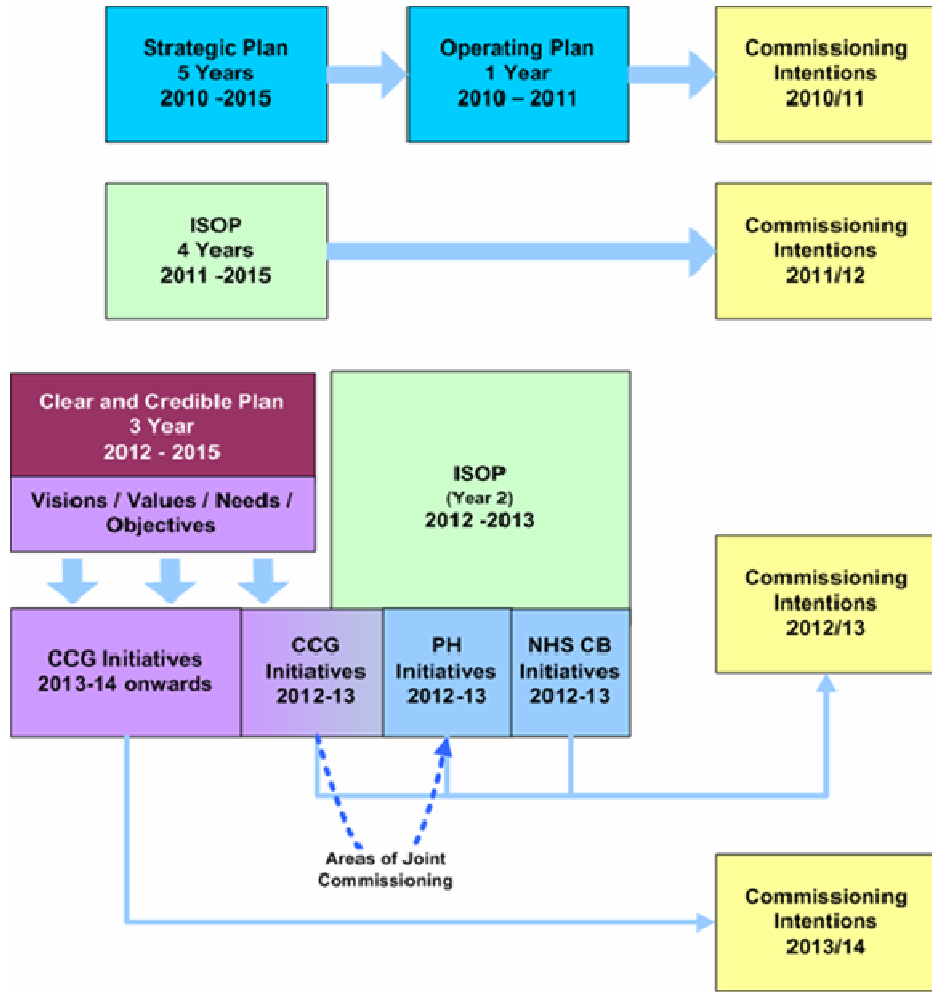 Strategic Plan
5 Years
2010 -2015
Operating Plan
1 Year
2010 – 2011
Commissioning
Intentions
2010/11
ISOP
4 Years
2011 -2015
Commissioning
Intentions
2011/12
Clear and Credible Plan
3 Year
2012 - 2015
Visions / Values / Needs /
Objectives
ISOP
(Year 2)
2012 -2013
Commissioning
Intentions
2012/13
CCG Initiatives
2013-14 onwards
CCG
Initiatives
2012-13
PH
Initiatives
2012-13
NHS CB
Initiatives
2012-13
Areas of Joint
Commissioning
Commissioning
Intentions
2013/14